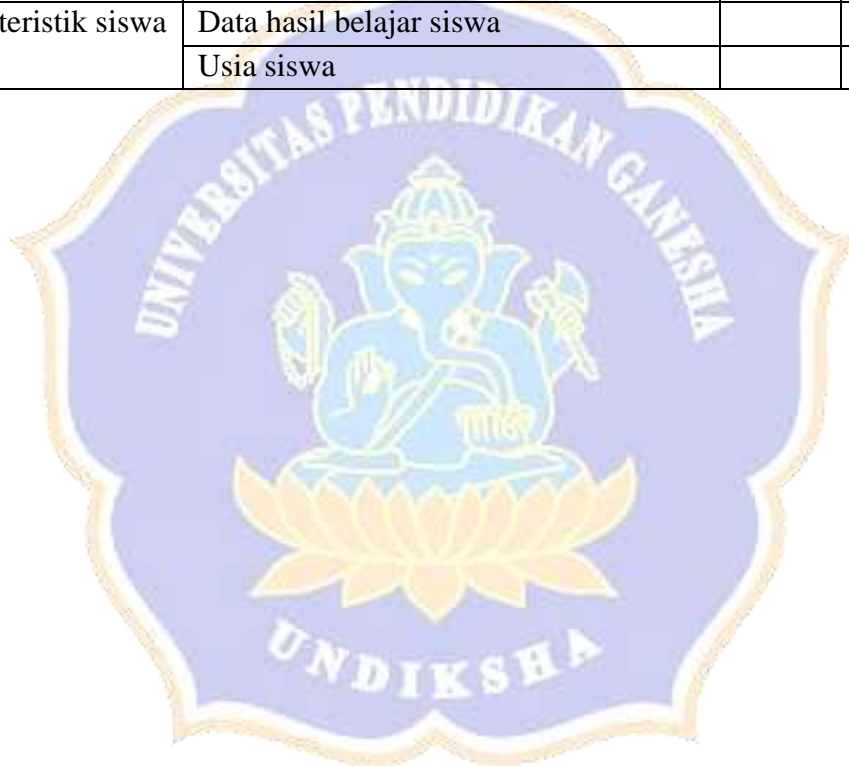 teristik siswa Data hasil belajar siswa
Usia siswa
UNIVERSITAS PENDIDIKAN GANESHA
UNDIKSHA